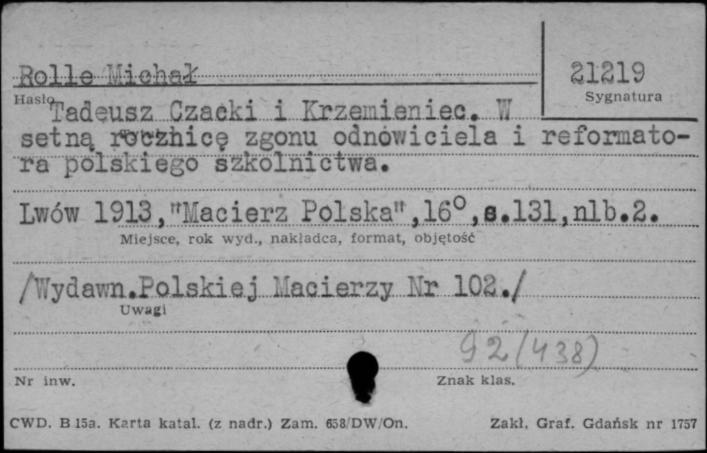 Rolle Michał
21219
Hasło
Sygnatura
Tadeusz Czacki i Krzemieniec. W
setną rocznicę zgonu odnowiciela i reformato-
ra polskiego szkolnictwa.
Lwów 1913,"Macierz Polska",16°,s.131,nlb.2.
Miejsce, rok wyd., nakładca, format, objętość
/Wydawn.Polskiej Macierzy Nr 102./
Uwagi
92(438)
Nr inw.
Znak klas.
CWD. B 15a. Karta katal. (z nadr.) Zam. 658/DW/On.
Zakł. Graf. Gdańsk nr 1757